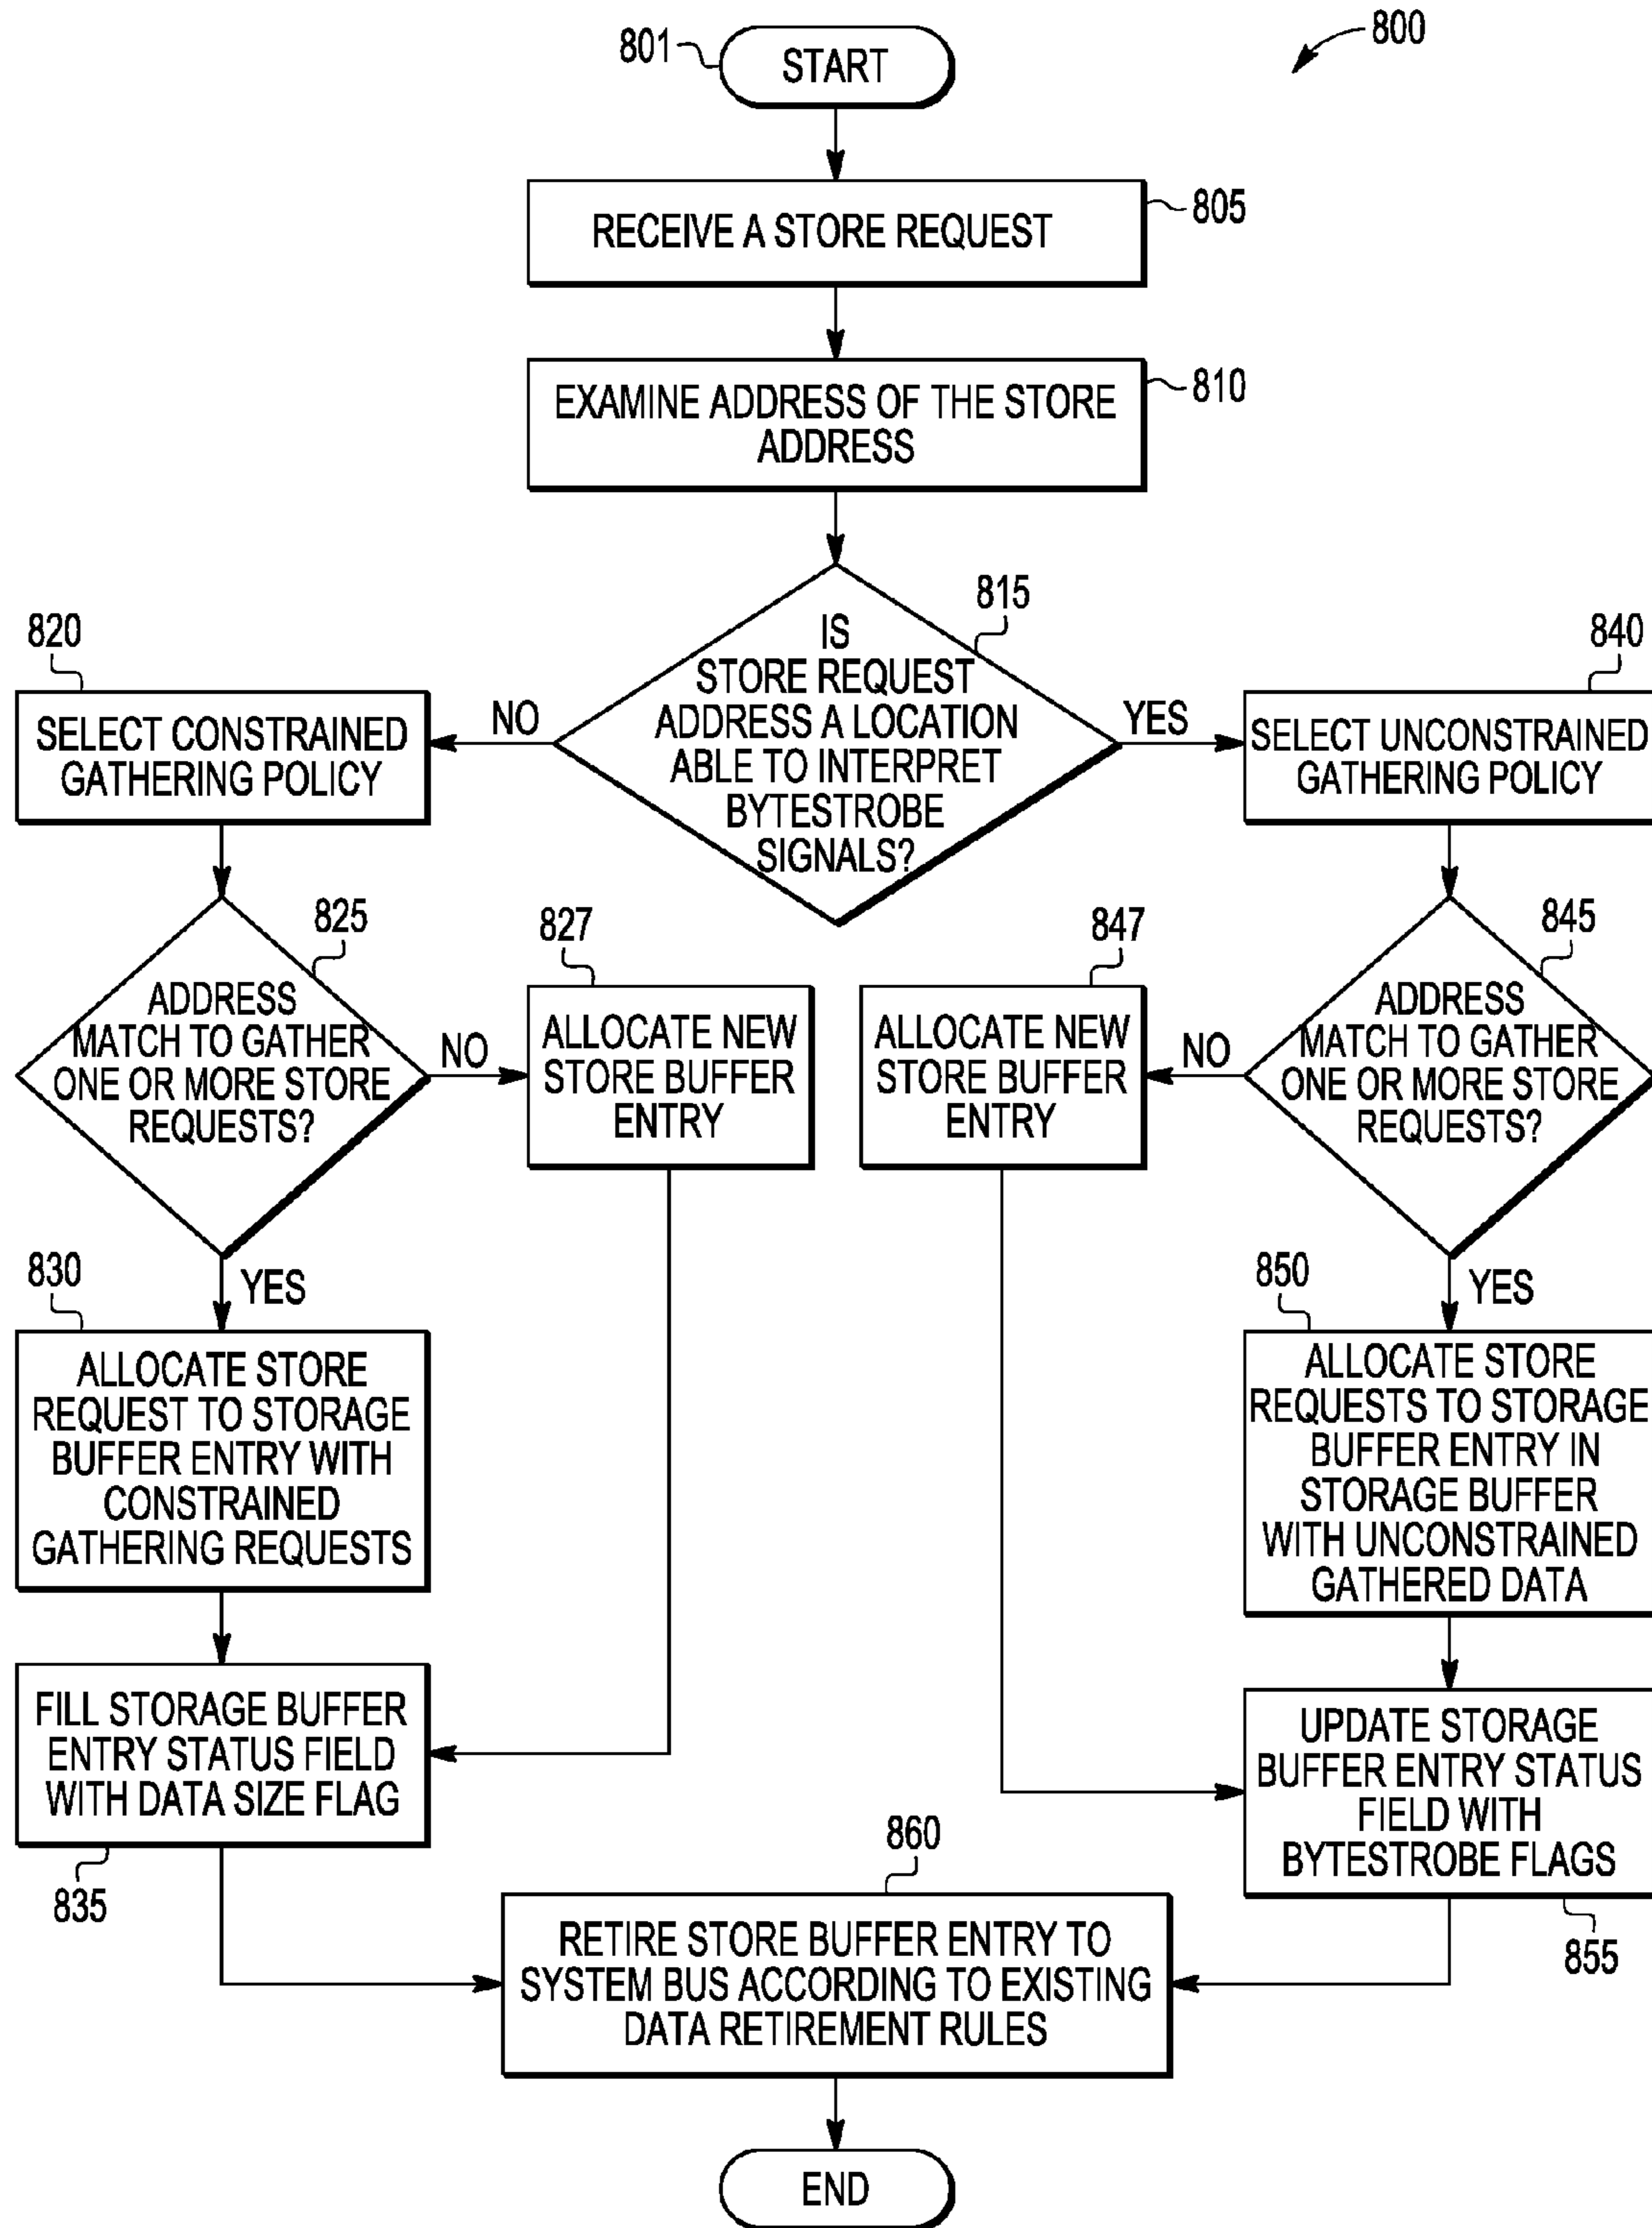 800
801
START
RECEIVE A STORE REQUEST
805
EXAMINE ADDRESS OF THE STORE
ADDRESS
810
IS
STORE REQUEST
ADDRESS A LOCATION
ABLE TO INTERPRET
BYTESTROBE
SIGNALS?
815
NO
YES
820
SELECT CONSTRAINED
GATHERING POLICY
840
SELECT UNCONSTRAINED
GATHERING POLICY
825
ADDRESS
MATCH TO GATHER
ONE OR MORE STORE
REQUESTS?
NO
827
ALLOCATE NEW
STORE BUFFER
ENTRY
847
ALLOCATE NEW
STORE BUFFER
ENTRY
NO
845
ADDRESS
MATCH TO GATHER
ONE OR MORE STORE
REQUESTS?
YES
830
ALLOCATE STORE
REQUEST TO STORAGE
BUFFER ENTRY WITH
CONSTRAINED
GATHERING REQUESTS
YES
850
ALLOCATE STORE
REQUESTS TO STORAGE
BUFFER ENTRY IN
STORAGE BUFFER
WITH UNCONSTRAINED
GATHERED DATA
FILL STORAGE BUFFER
ENTRY STATUS FIELD
WITH DATA SIZE FLAG
835
UPDATE STORAGE
BUFFER ENTRY STATUS
FIELD WITH
BYTESTROBE FLAGS
855
860
RETIRE STORE BUFFER ENTRY TO
SYSTEM BUS ACCORDING TO EXISTING
DATA RETIREMENT RULES
END